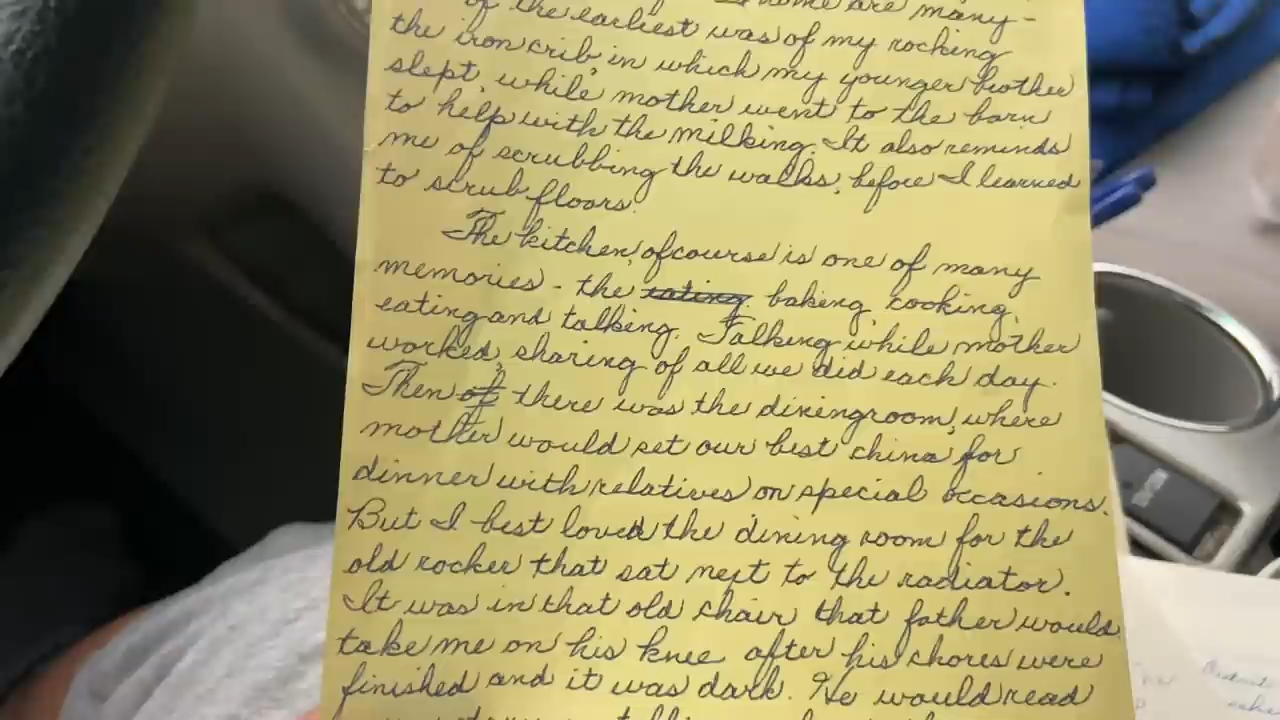 home are many -
of the earliest was of my rocking
the iron crib, in which my younger brother
slept, while mother went to the barn
to help with the milking. It also reminds
me of scrubbing the walks, before I learned
to scrub floors.
The kitchen, ofcourse is one of many
memories - the eating baking, cooking,
eating and talking. Talking while mother
worked, sharing of all we did each day.
Then of there was the diningroom, where
mother would set our best china for
dinner with relatives on special occasions.
But I best loved the dining room for the
old rocker that sat next to the radiator.
It was in that old chair that father would
take me on his knee after his chores were
finished and it was dark. He would read